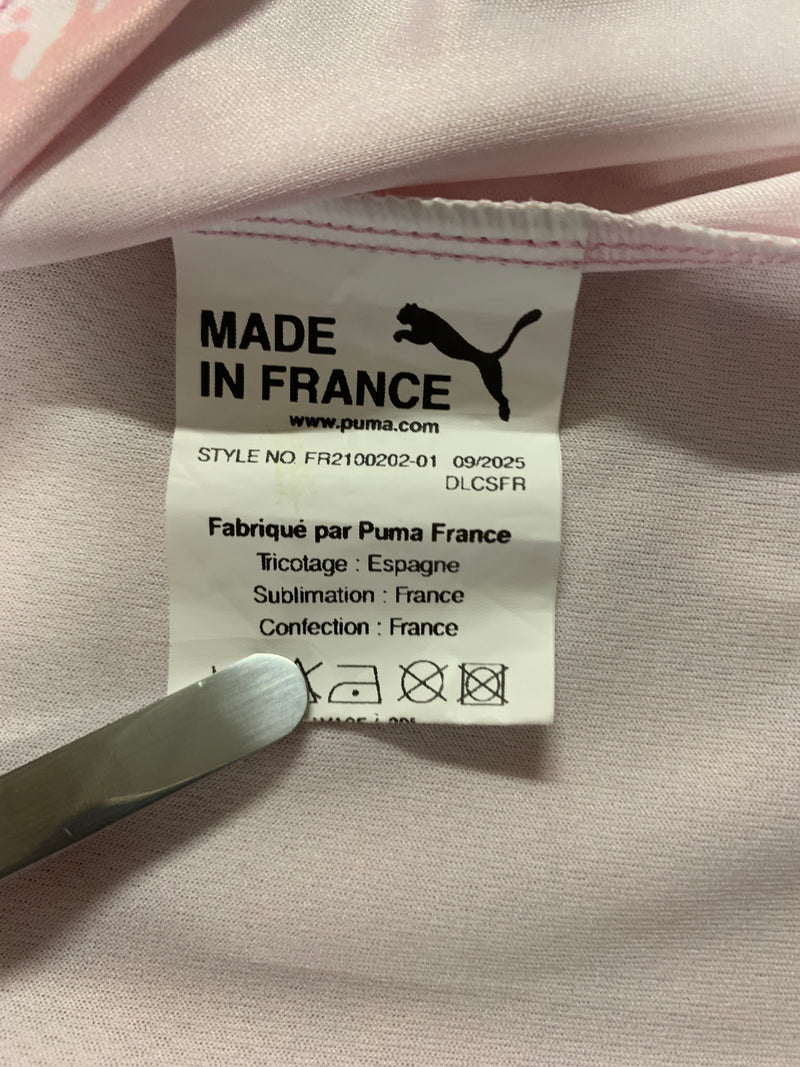 MADE
IN FRANCE
www.puma.com
STYLE NO. FR2100202-01 09/2025
DLCSFR
Fabriqué par Puma France
Tricotage : Espagne
Sublimation : France
Confection : France